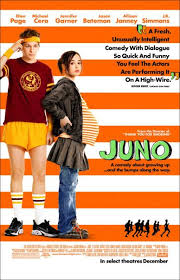 Ellen Michael Jennifer Jason Allison J.K.
Page Cera Garner Bateman Janney Simmons
A Fresh,
Unusually Intelligent
Comedy With Dialogue
So Quick And Funny
You Feel The Actors
Are Performing It
On A High-Wire.
From the Director of
"THANK YOU FOR SMOKING"
JUNO
A comedy about growing up...
...and the bumps along the way.
In select theatres December